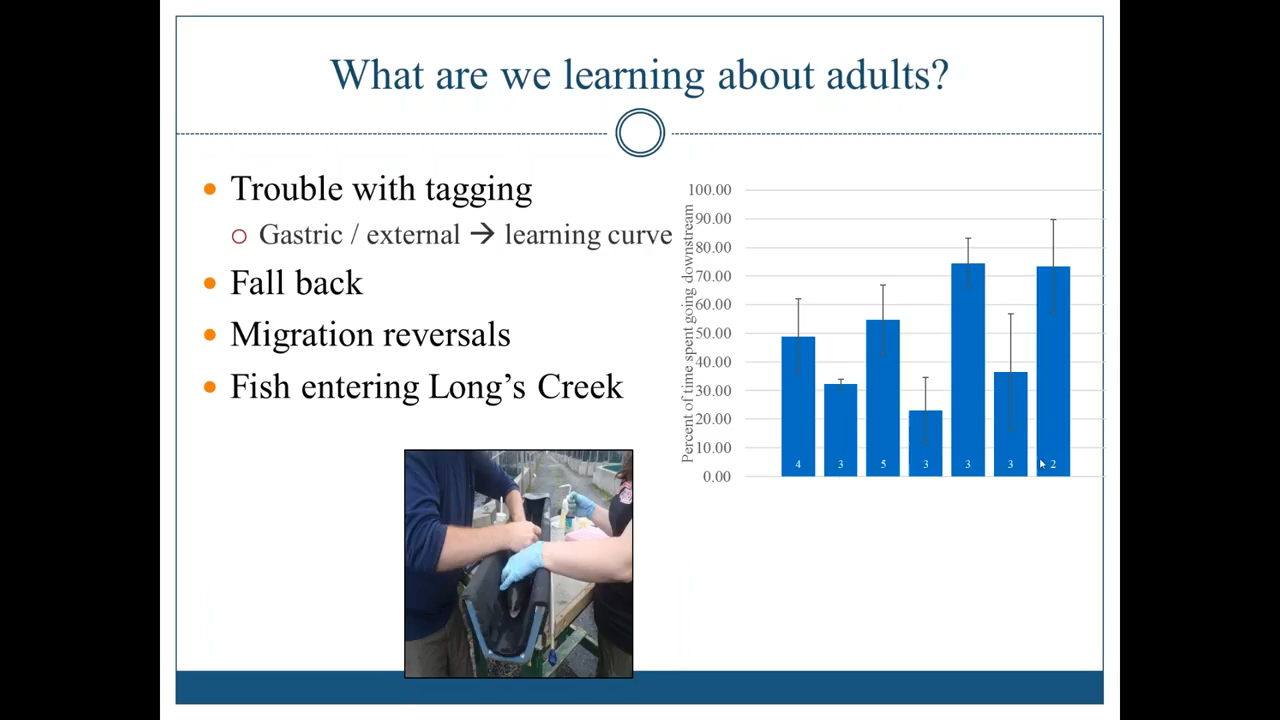 What are we learning about adults?
Trouble with tagging
Gastric / external → learning curve
Fall back
Migration reversals
Fish entering Long’s Creek
Percent of time spent going downstream
100.00
90.00
80.00
70.00
60.00
50.00
40.00
30.00
20.00
10.00
0.00
4 3 5 3 3 3 2